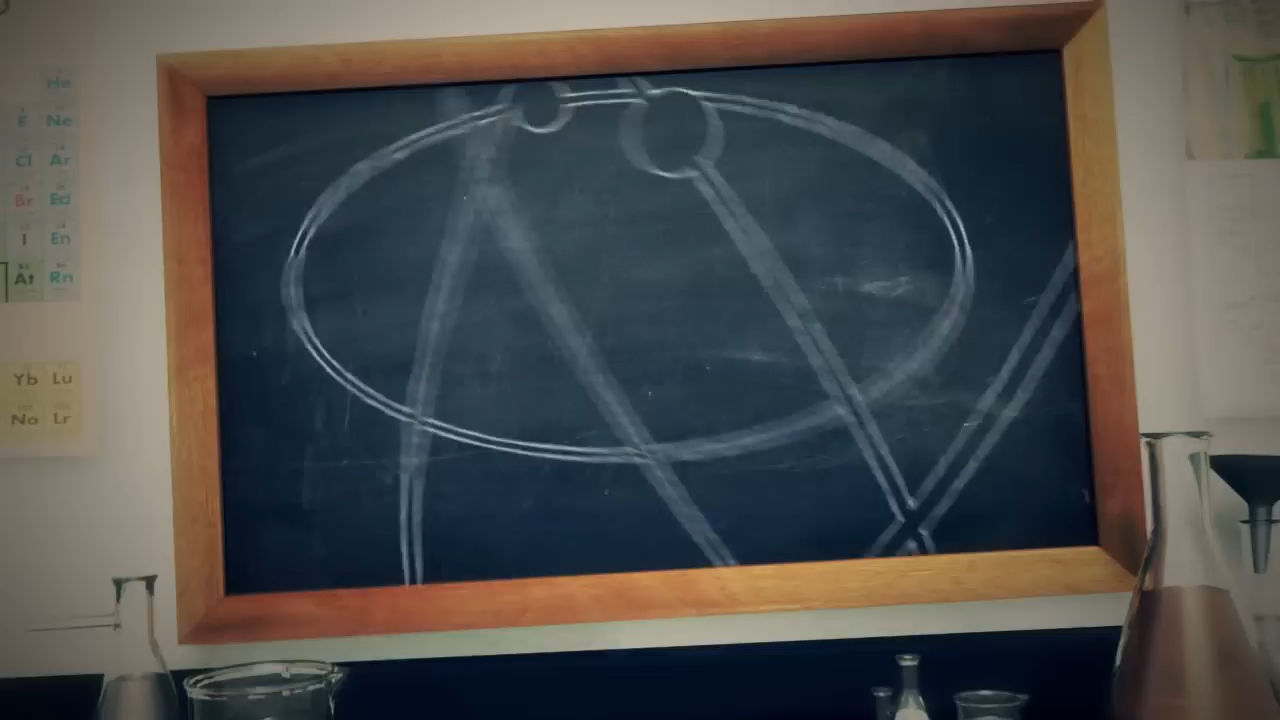 He
F Ne
Cl Ar
Br
I
At Rn
Yb Lu
No Lr